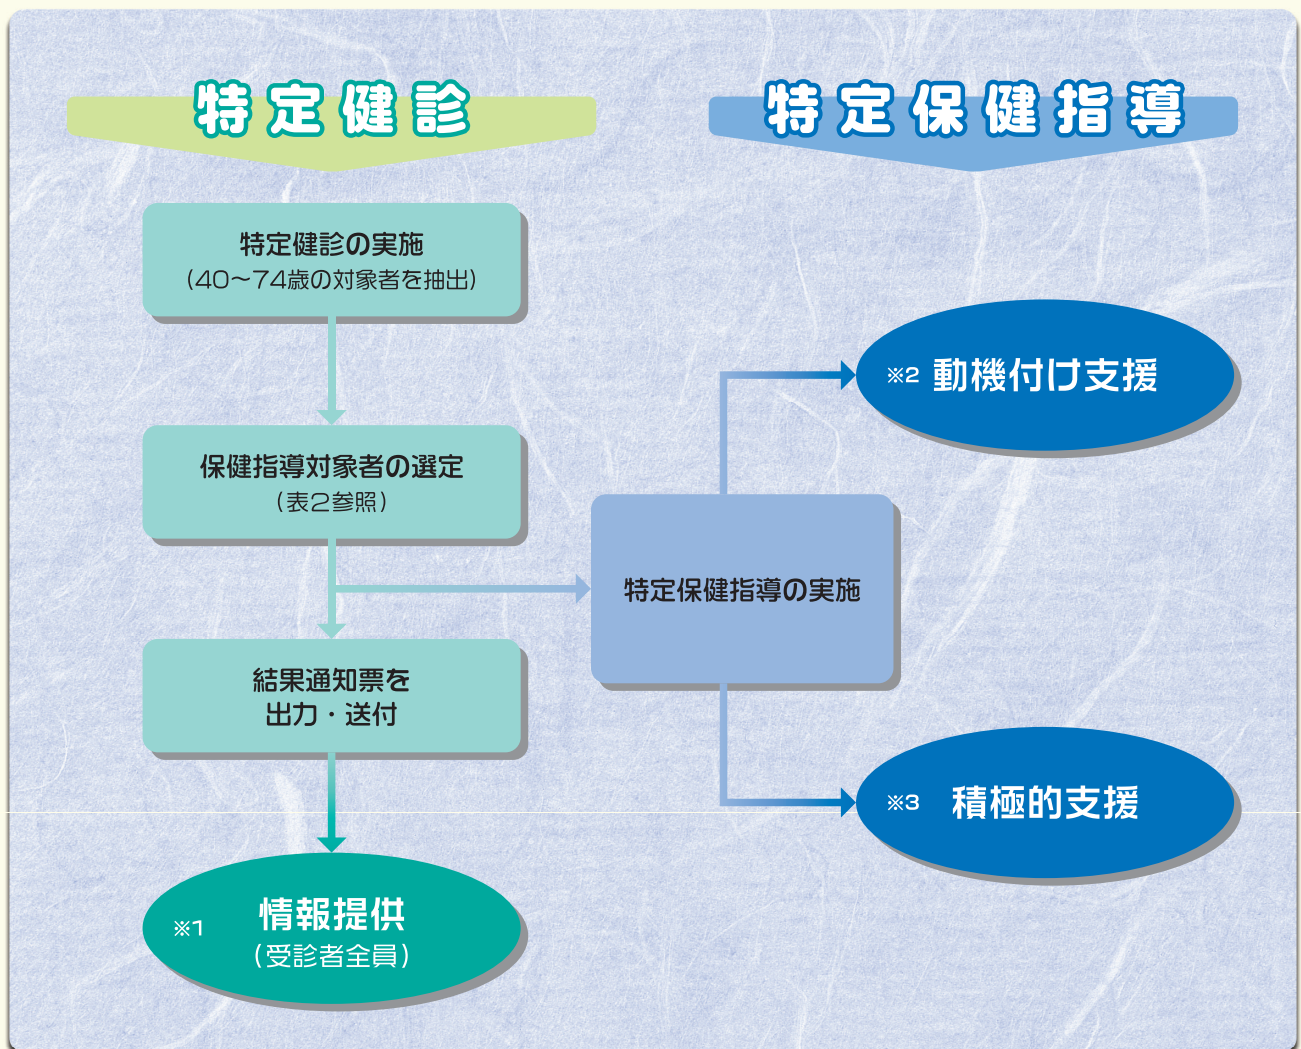 特定健診
特定健診の実施
（40～74歳の対象者を抽出）
保健指導対象者の選定
（表2参照）
結果通知票を
出力・送付
※1 情報提供
（受診者全員）
特定保健指導
特定保健指導の実施
※2 動機付け支援
※3 積極的支援